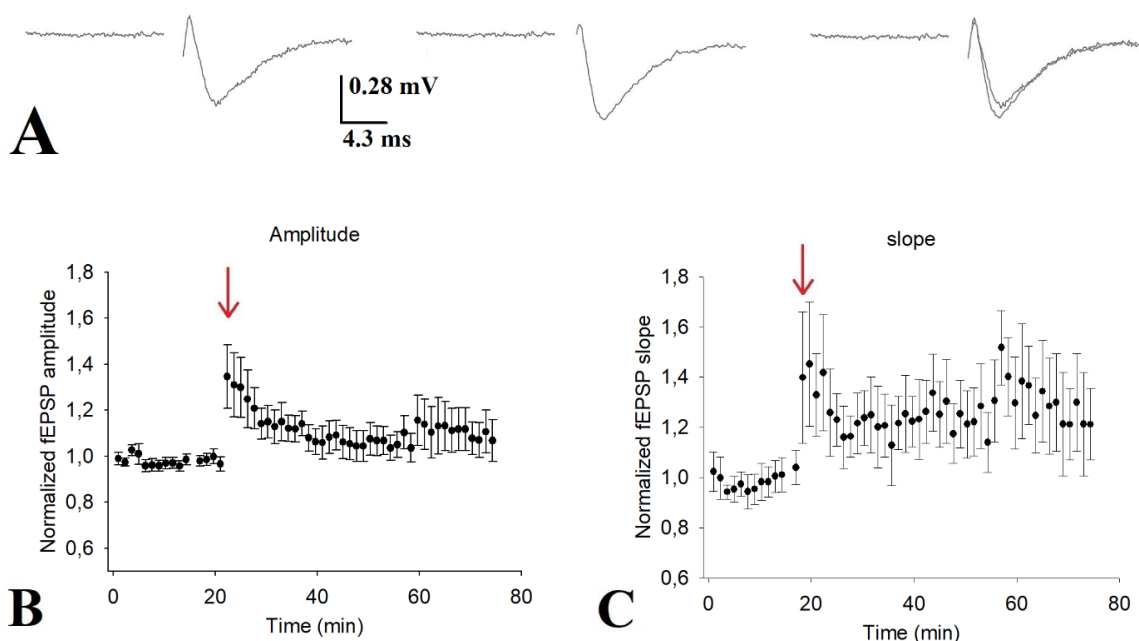 A
0.28 mV
4.3 ms
Amplitude
Normalized fEPSP amplitude
1,8
1,6
1,4
1,2
1,0
0,8
0,6
0
20
40
60
80
Time (min)
B
slope
Normalized fEPSP slope
1,8
1,6
1,4
1,2
1,0
0,8
0,6
0
20
40
60
80
Time (min)
C